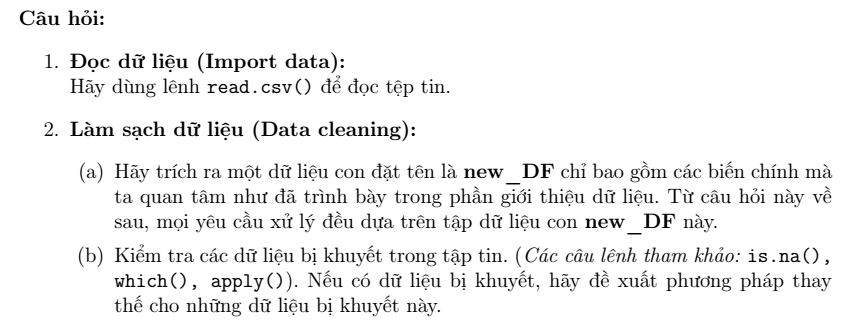 Câu hỏi:
1. Đọc dữ liệu (Import data):
Hãy dùng lênh read.csv() để đọc tệp tin.
2. Làm sạch dữ liệu (Data cleaning):
(a) Hãy trích ra một dữ liệu con đặt tên là new_DF chỉ bao gồm các biến chính mà
ta quan tâm như đã trình bày trong phần giới thiệu dữ liệu. Từ câu hỏi này về
sau, mọi yêu cầu xử lý đều dựa trên tập dữ liệu con new_DF này.
(b) Kiểm tra các dữ liệu bị khuyết trong tập tin. (Các câu lênh tham khảo: is.na(),
which(), apply()). Nếu có dữ liệu bị khuyết, hãy đề xuất phương pháp thay
thế cho những dữ liệu bị khuyết này.